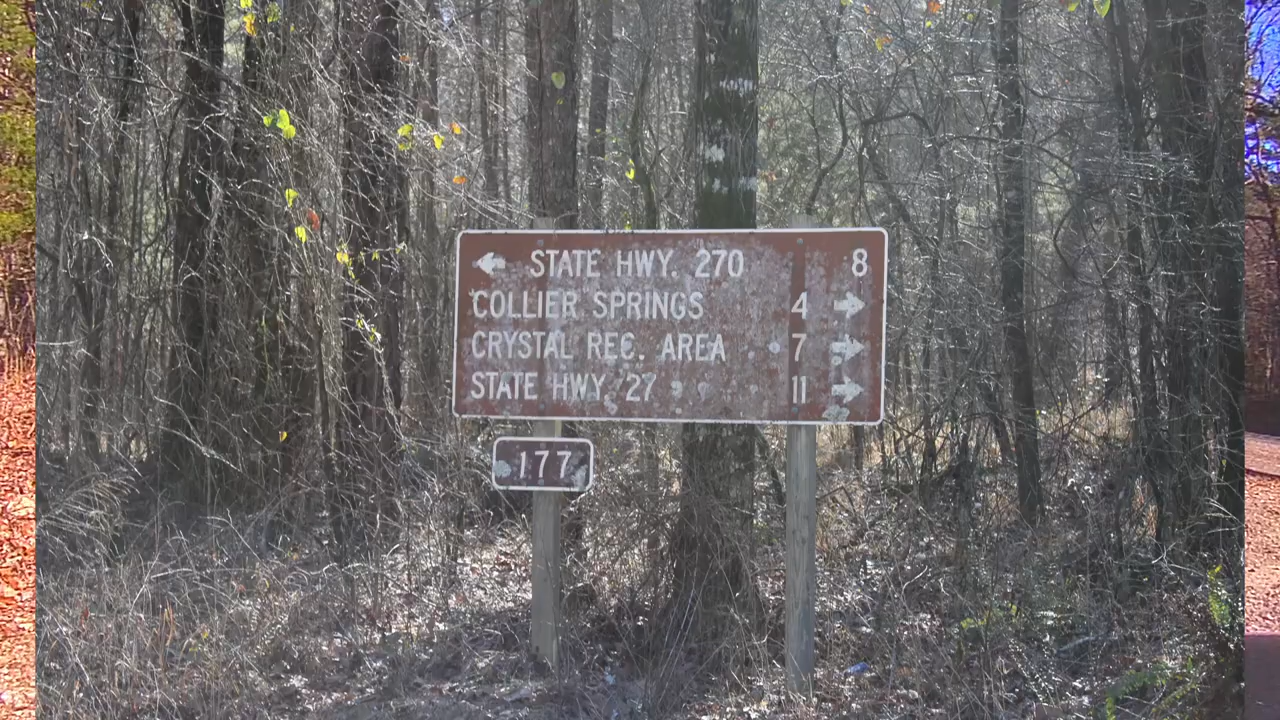 STATE HWY. 270 8
COLLIER SPRINGS 4
CRYSTAL REC. AREA 7
STATE HWY. 27 11
177